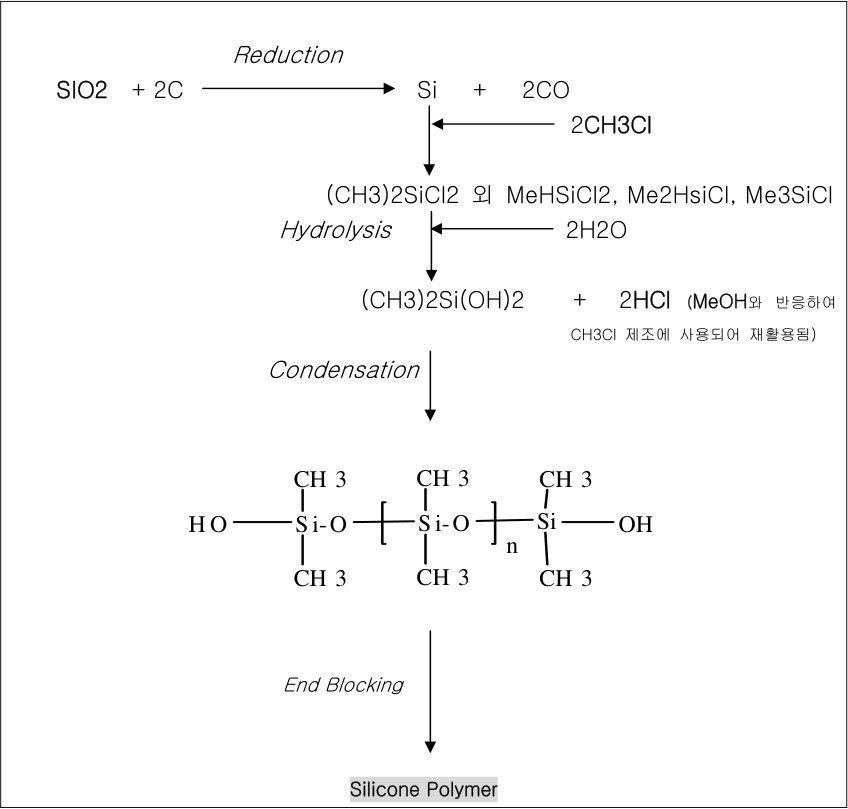 Reduction
SIO2 + 2C Si + 2CO
2CH3Cl
(CH3)2SiCl2 외 MeHSiCl2, Me2HsiCl, Me3SiCl
Hydrolysis 2H2O
(CH3)2Si(OH)2 + 2HCl (MeOH와 반응하여
CH3Cl 제조에 사용되어 재활용됨)
Condensation
CH 3 CH 3 CH 3
HO Si-O [ Si-O ] Si OH
n
CH 3 CH 3 CH 3
End Blocking
Silicone Polymer